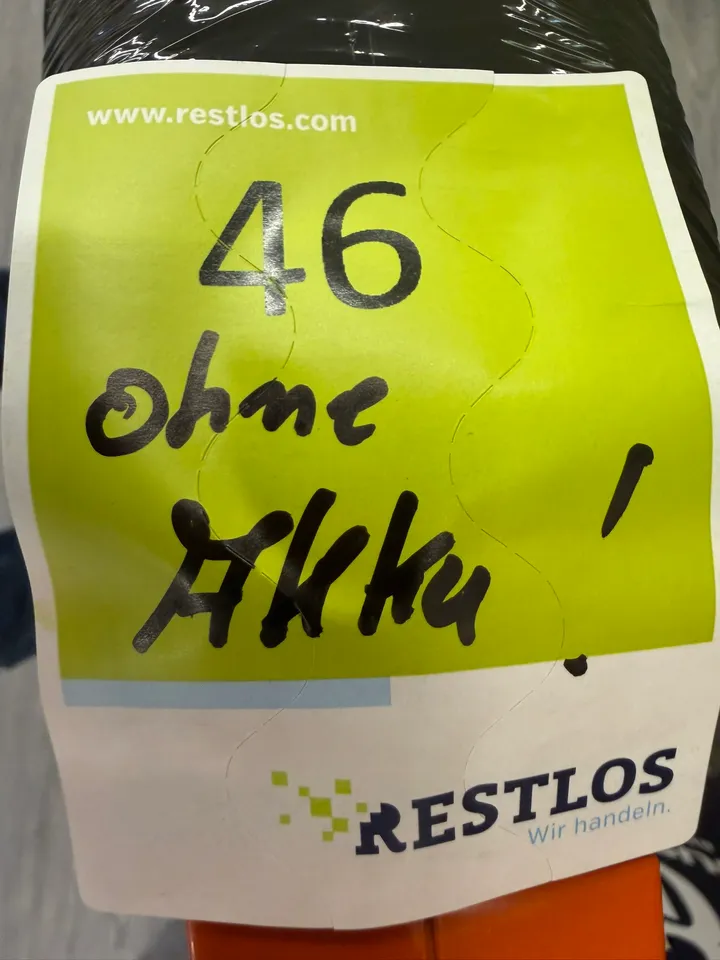 www.restlos.com
46
ohne
Akku!
RESTLOS
Wir handeln.